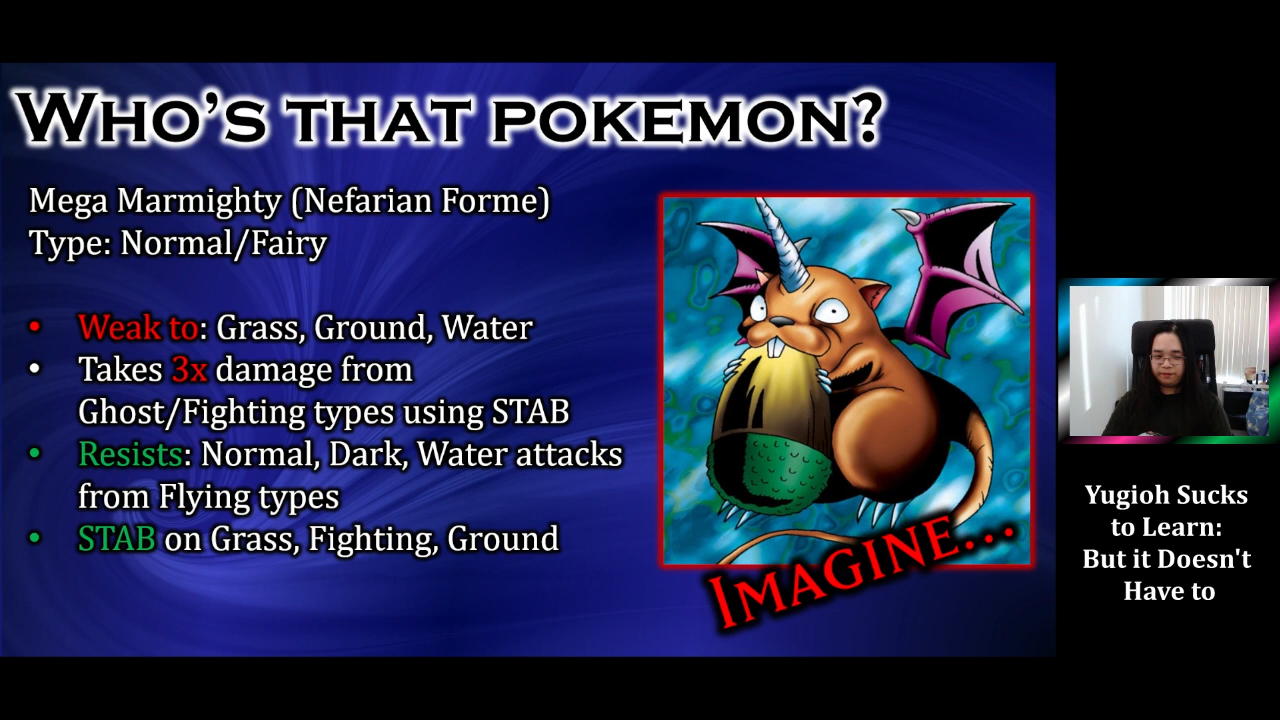 Who's that Pokemon?
Mega Marmighty (Nefarian Forme)
Type: Normal/Fairy
• Weak to: Grass, Ground, Water
• Takes 3x damage from
Ghost/Fighting types using STAB
• Resists: Normal, Dark, Water attacks
from Flying types
• STAB on Grass, Fighting, Ground
Imagine...
Yugioh Sucks
to Learn:
But it Doesn't
Have to